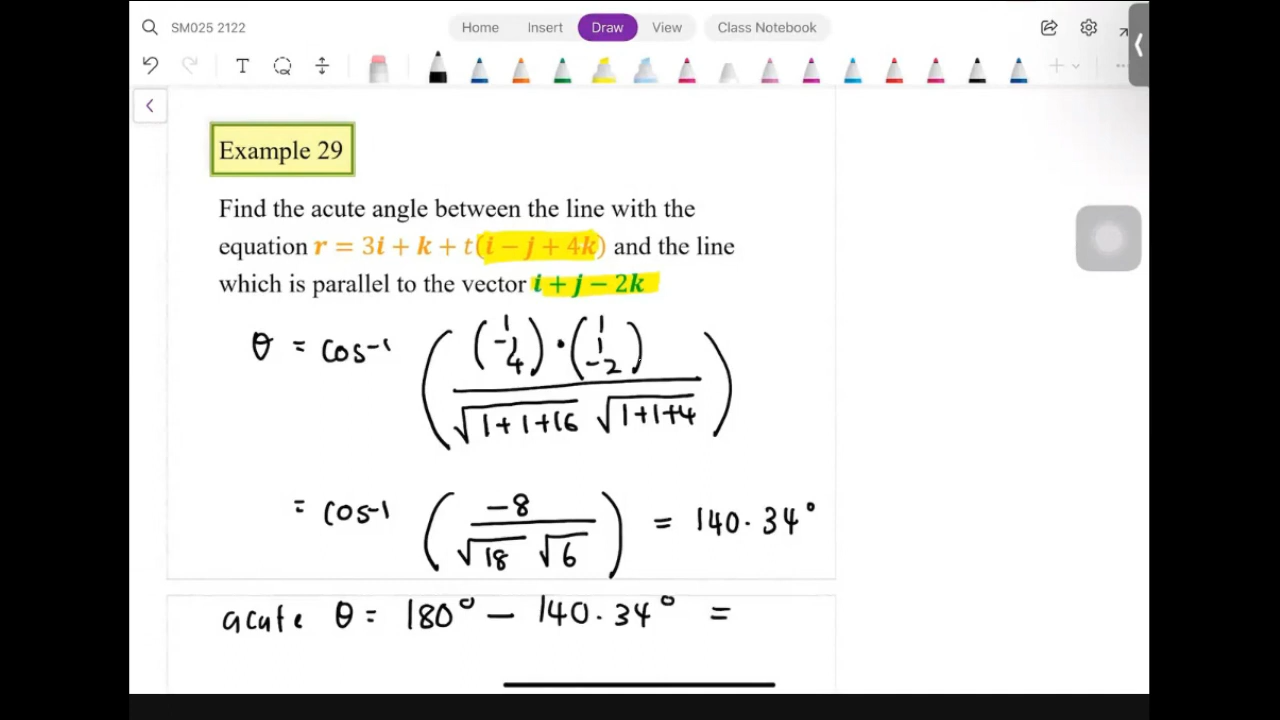 SM025 2122
Home Insert Draw View Class Notebook
T
Example 29
Find the acute angle between the line with the
equation r = 3i + k + t(i − j + 4k) and the line
which is parallel to the vector i + j − 2k
θ = cos-1 ( (1 -1 4) · (1 1 -2) / √1+1+16 √1+1+4 )
= cos-1 ( -8 / √18 √6 ) = 140.34°
acute θ = 180° − 140.34° =